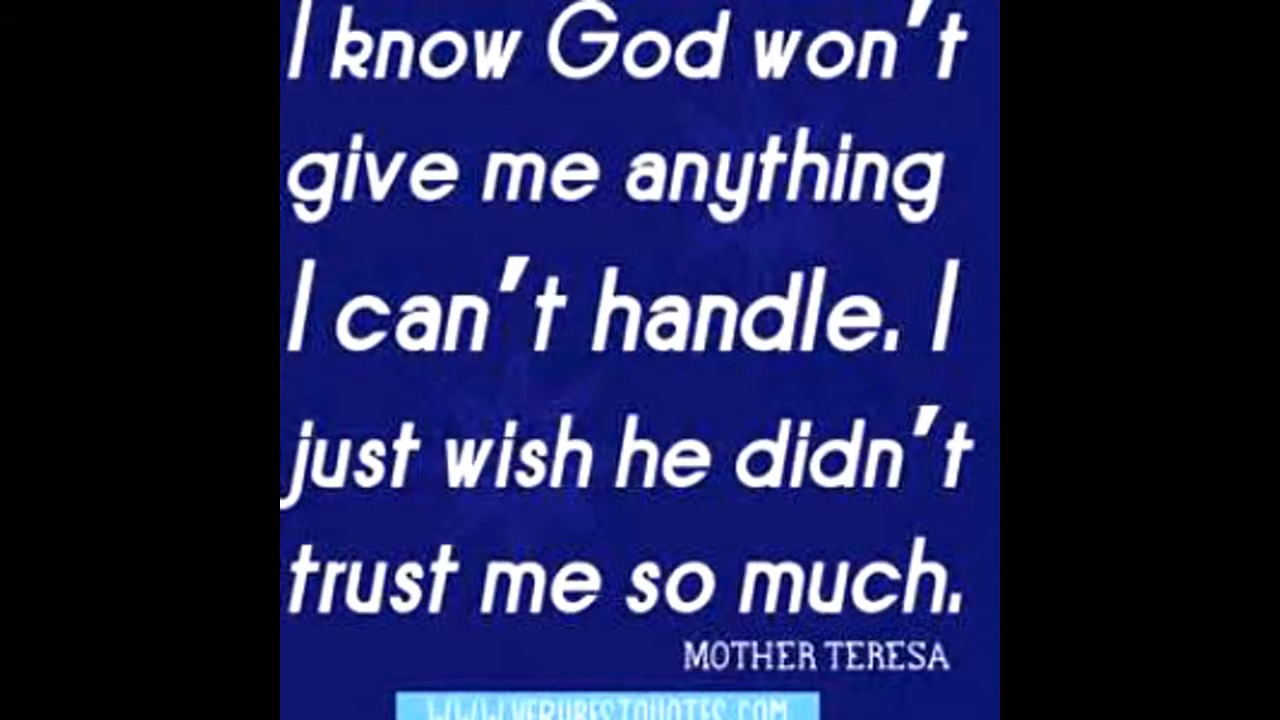 I know God won't
give me anything
I can't handle. I
just wish he didn't
trust me so much.
MOTHER TERESA
WWW.VERYBESTQUOTES.COM